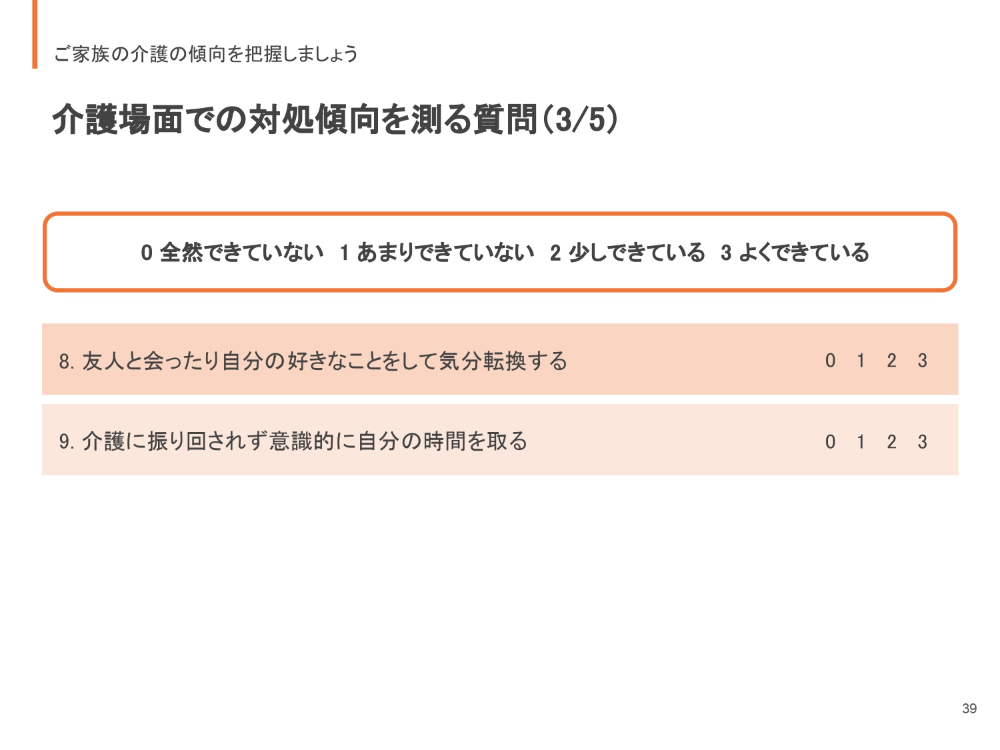 ご家族の介護の傾向を把握しましょう
介護場面での対処傾向を測る質問（3/5）
0 全然できていない 1 あまりできていない 2 少しできている 3 よくできている
8. 友人と会ったり自分の好きなことをして気分転換する 0 1 2 3
9. 介護に振り回されず意識的に自分の時間を取る 0 1 2 3
39